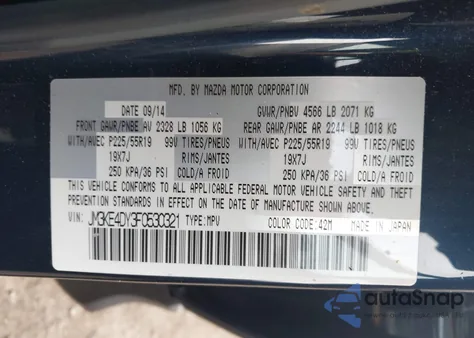 MFD. BY MAZDA MOTOR CORPORATION
DATE 09/14 GVWR/PNBV 4566 LB 2071 KG
FRONT GAWR/PNBE AV 2328 LB 1056 KG REAR GAWR/PNBE AR 2244 LB 1018 KG
WITH/AVEC P225/55R19 99V TIRES/PNEUS WITH/AVEC P225/55R19 99V TIRES/PNEUS
19X7J RIMS/JANTES 19X7J RIMS/JANTES
250 KPA/36 PSI COLD/A FROID 250 KPA/36 PSI COLD/A FROID
THIS VEHICLE CONFORMS TO ALL APPLICABLE FEDERAL MOTOR VEHICLE SAFETY,
BUMPER, AND THEFT PREVENTION STANDARDS IN EFFECT ON THE DATE OF
MANUFACTURE SHOWN ABOVE.
VIN: JM3KE4DY3F0530321 TYPE:MPV COLOR CODE:42M MADE IN JAPAN
autoSnap